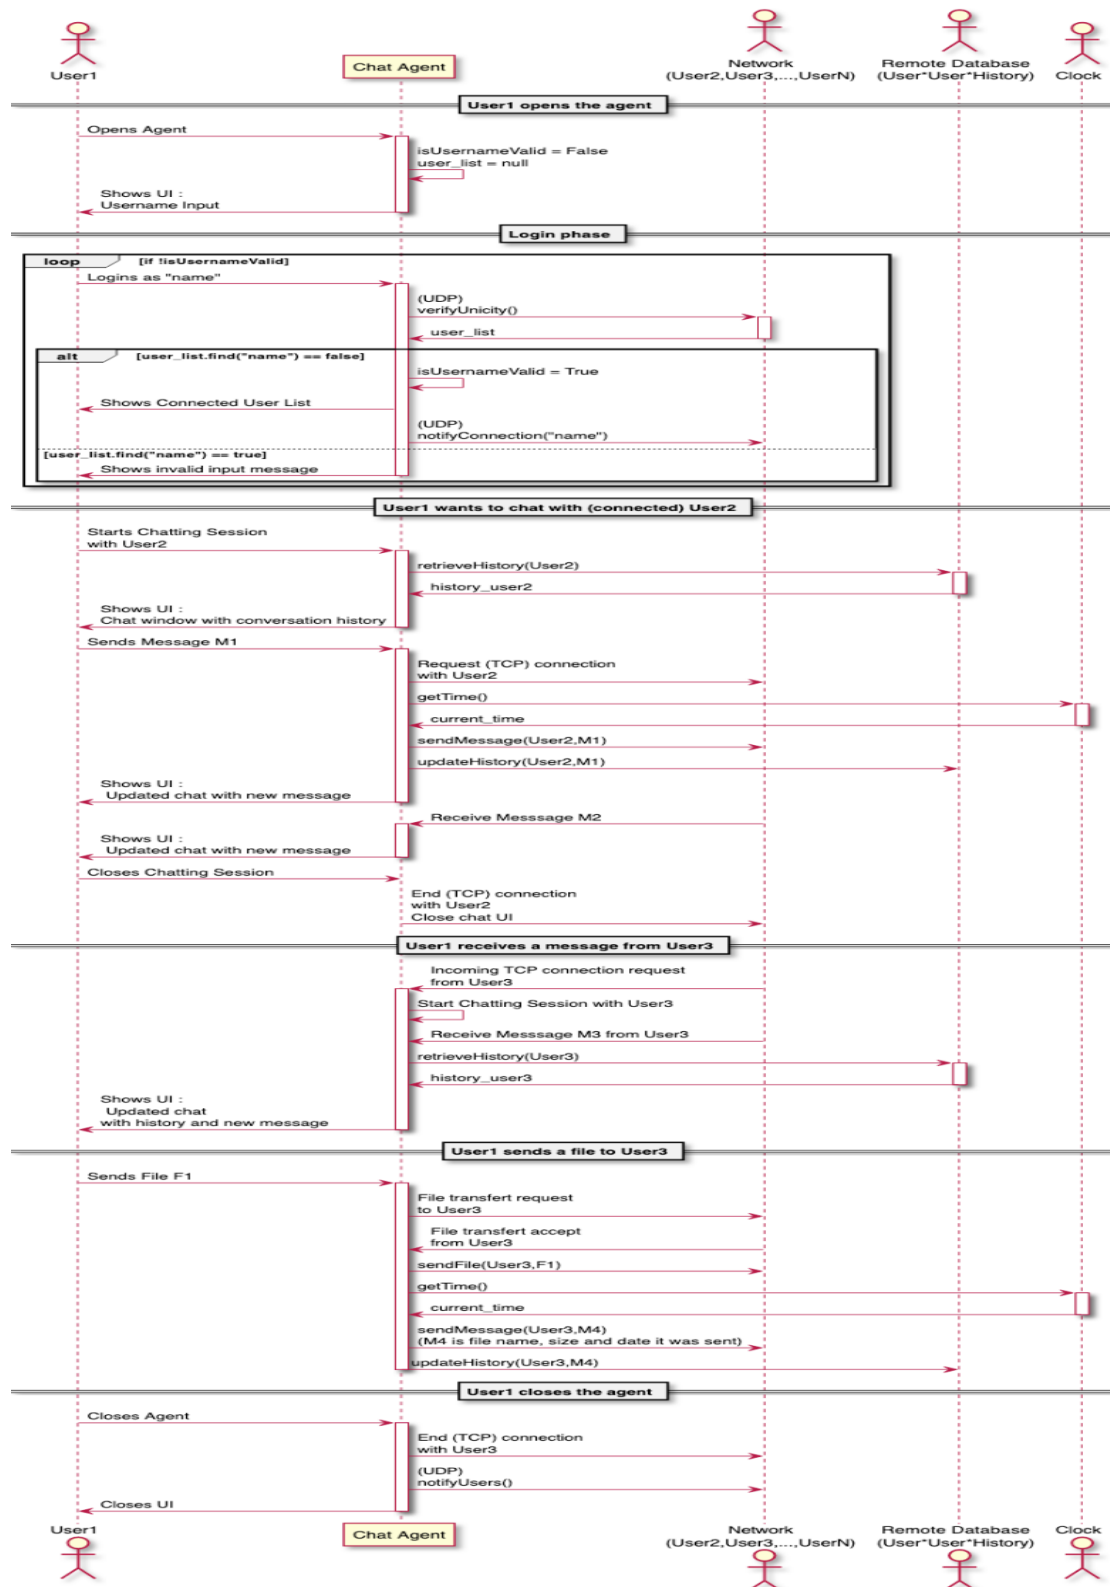 User1
Chat Agent
Network
(User2,User3,...,UserN)
Remote Database
(User*User*History)
Clock
User1 opens the agent
Opens Agent
isUsernameValid = False
user_list = null
Shows UI :
Username Input
Login phase
loop
[if !isUsernameValid]
Logins as "name"
(UDP)
verifyUnicity()
user_list
alt
[user_list.find("name") == false]
isUsernameValid = True
Shows Connected User List
(UDP)
notifyConnection("name")
[user_list.find("name") == true]
Shows invalid input message
User1 wants to chat with (connected) User2
Starts Chatting Session
with User2
retrieveHistory(User2)
history_user2
Shows UI :
Chat window with conversation history
Sends Message M1
Request (TCP) connection
with User2
getTime()
current_time
sendMessage(User2,M1)
updateHistory(User2,M1)
Shows UI :
Updated chat with new message
Receive Messsage M2
Shows UI :
Updated chat with new message
Closes Chatting Session
End (TCP) connection
with User2
Close chat UI
User1 receives a message from User3
Incoming TCP connection request
from User3
Start Chatting Session with User3
Receive Messsage M3 from User3
retrieveHistory(User3)
history_user3
Shows UI :
Updated chat
with history and new message
User1 sends a file to User3
Sends File F1
File transfert request
to User3
File transfert accept
from User3
sendFile(User3,F1)
getTime()
current_time
sendMessage(User3,M4)
(M4 is file name, size and date it was sent)
updateHistory(User3,M4)
User1 closes the agent
Closes Agent
End (TCP) connection
with User3
(UDP)
notifyUsers()
Closes UI
User1
Chat Agent
Network
(User2,User3,...,UserN)
Remote Database
(User*User*History)
Clock